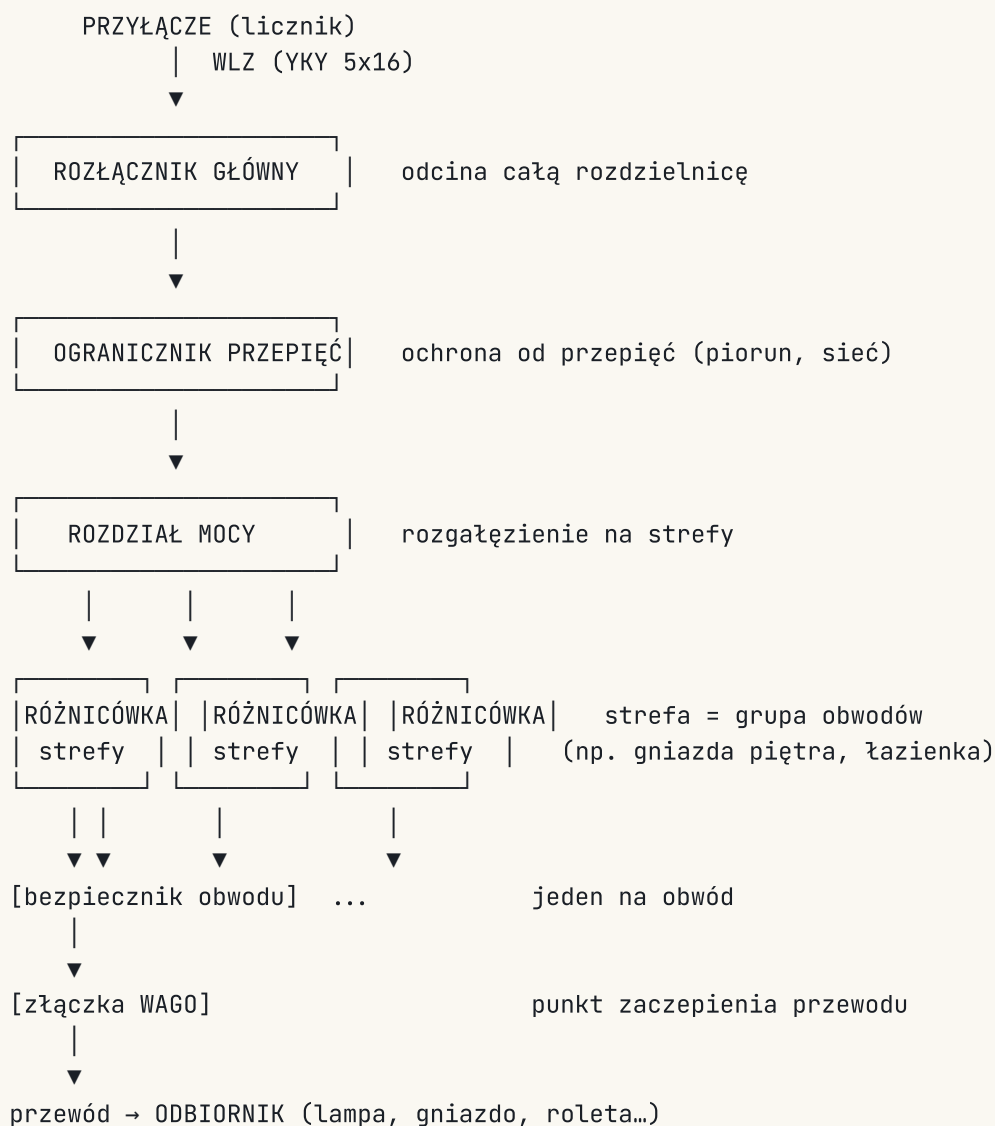 PRZYŁĄCZE (licznik)
WLZ (YKY 5x16)
ROZŁĄCZNIK GŁÓWNY odcina całą rozdzielnicę
OGRANICZNIK PRZEPIĘĆ ochrona od przepięć (piorun, sieć)
ROZDZIAŁ MOCY rozgałęzienie na strefy
RÓŻNICÓWKA RÓŻNICÓWKA RÓŻNICÓWKA strefa = grupa obwodów
strefy strefy strefy (np. gniazda piętra, łazienka)
[bezpiecznik obwodu] ... jeden na obwód
[złączka WAGO] punkt zaczepienia przewodu
przewód → ODBIORNIK (lampa, gniazdo, roleta…)